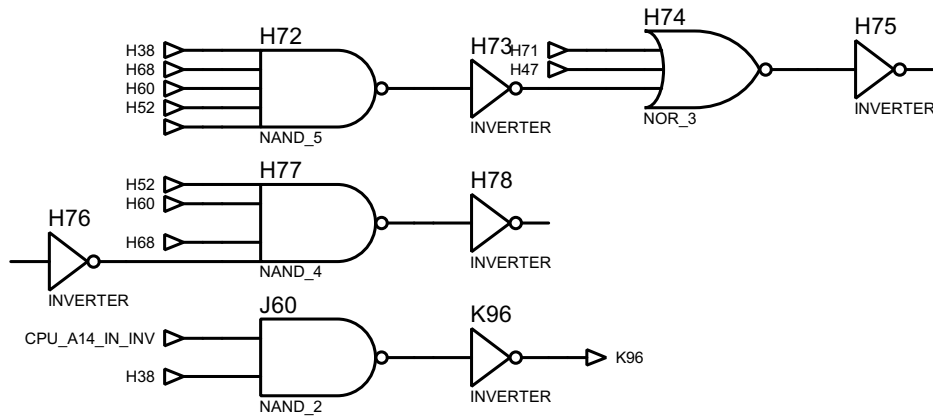 H72
H38
H68
H60
H52
NAND_5
H73
INVERTER
H71
H47
H74
NOR_3
H75
INVERTER
H77
H52
H60
H68
NAND_4
H76
INVERTER
H78
INVERTER
J60
CPU_A14_IN_INV
H38
NAND_2
K96
INVERTER
K96